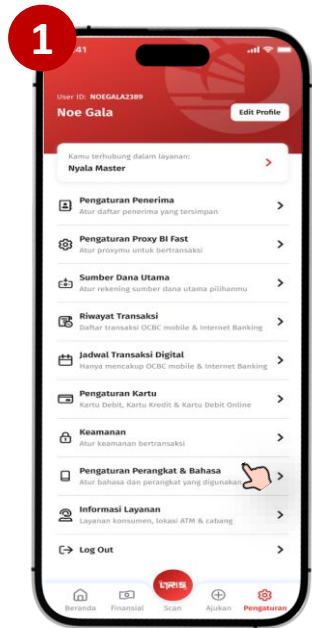 1
41
User ID: NOEGALA2389
Noe Gala
Edit Profile
Kamu terhubung dalam layanan:
Nyala Master
Pengaturan Penerima
Atur daftar penerima yang tersimpan
Pengaturan Proxy BI Fast
Atur proxymu untuk bertransaksi
Sumber Dana Utama
Atur rekening sumber dana utama pilihanmu
Riwayat Transaksi
Daftar transaksi OCBC mobile & Internet Banking
Jadwal Transaksi Digital
Hanya mencakup OCBC mobile & Internet Banking
Pengaturan Kartu
Kartu Debit, Kartu Kredit & Kartu Debit Online
Keamanan
Atur keamanan bertransaksi
Pengaturan Perangkat & Bahasa
Atur bahasa dan perangkat yang digunakan
Informasi Layanan
Layanan konsumen, lokasi ATM & cabang
Log Out
QRIS
Beranda Finansial Scan Ajukan Pengaturan